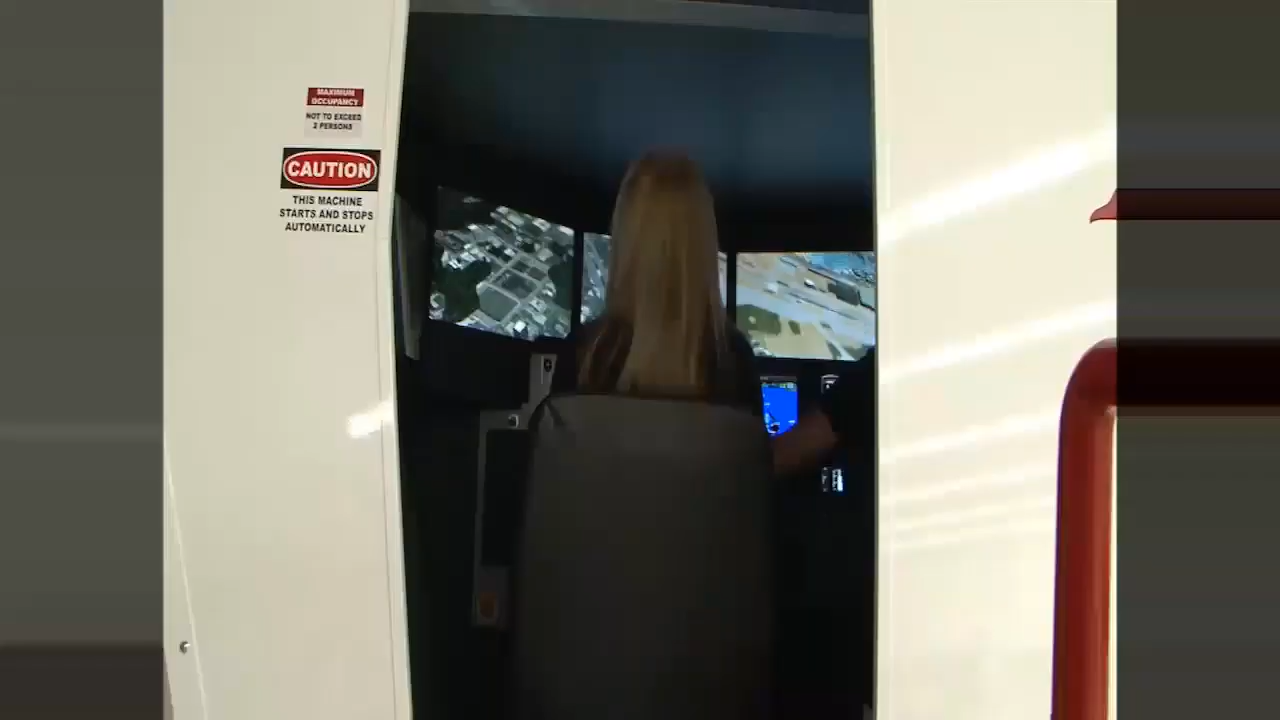 MAXIMUM
OCCUPANCY
NOT TO EXCEED
2 PERSONS
CAUTION
THIS MACHINE
STARTS AND STOPS
AUTOMATICALLY